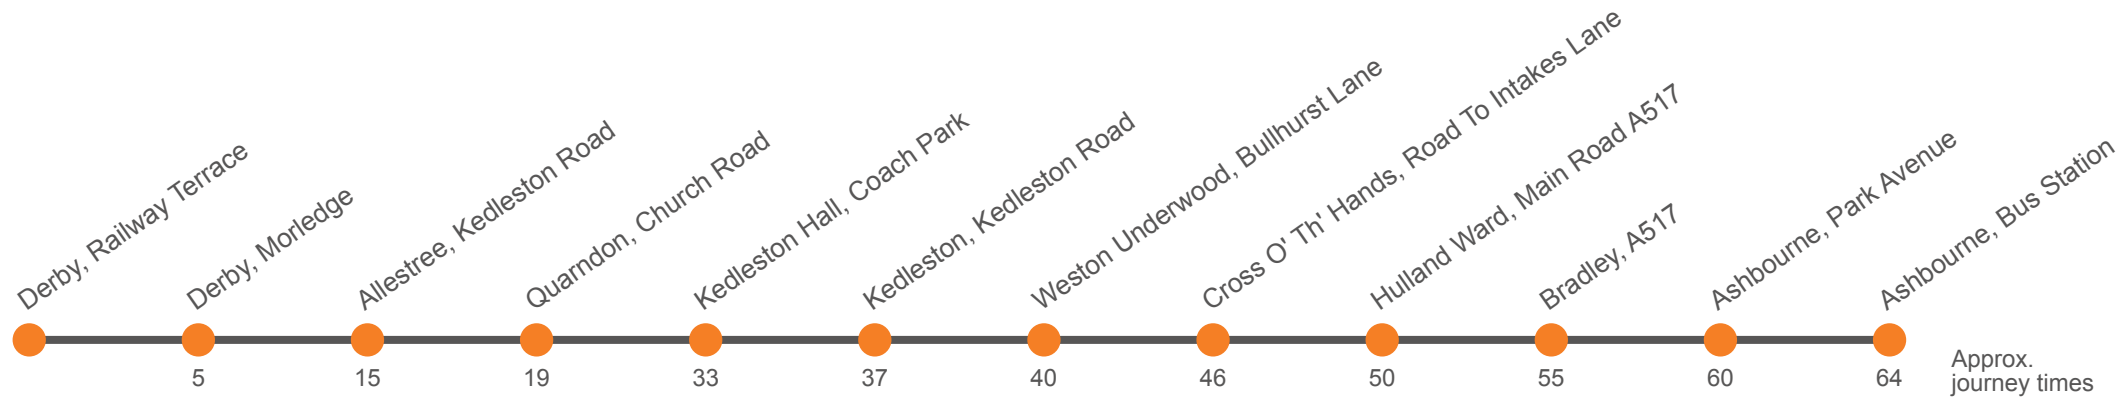 Derby, Railway Terrace
Derby, Morledge
Allestree, Kedleston Road
Quarndon, Church Road
Kedleston Hall, Coach Park
Kedleston, Kedleston Road
Weston Underwood, Bullhurst Lane
Cross O' Th' Hands, Road To Intakes Lane
Hulland Ward, Main Road A517
Bradley, A517
Ashbourne, Park Avenue
Ashbourne, Bus Station
5 15 19 33 37 40 46 50 55 60 64
Approx.
journey times